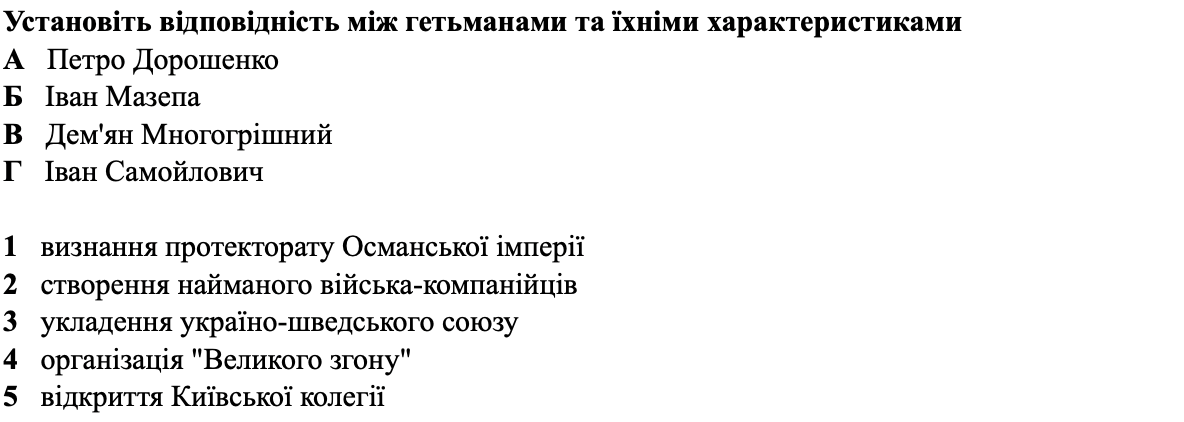 Установіть відповідність між гетьманами та їхніми характеристиками
А Петро Дорошенко
Б Іван Мазепа
В Дем'ян Многогрішний
Г Іван Самойлович
1 визнання протекторату Османської імперії
2 створення найманого війська-компанійців
3 укладення україно-шведського союзу
4 організація "Великого згону"
5 відкриття Київської колегії